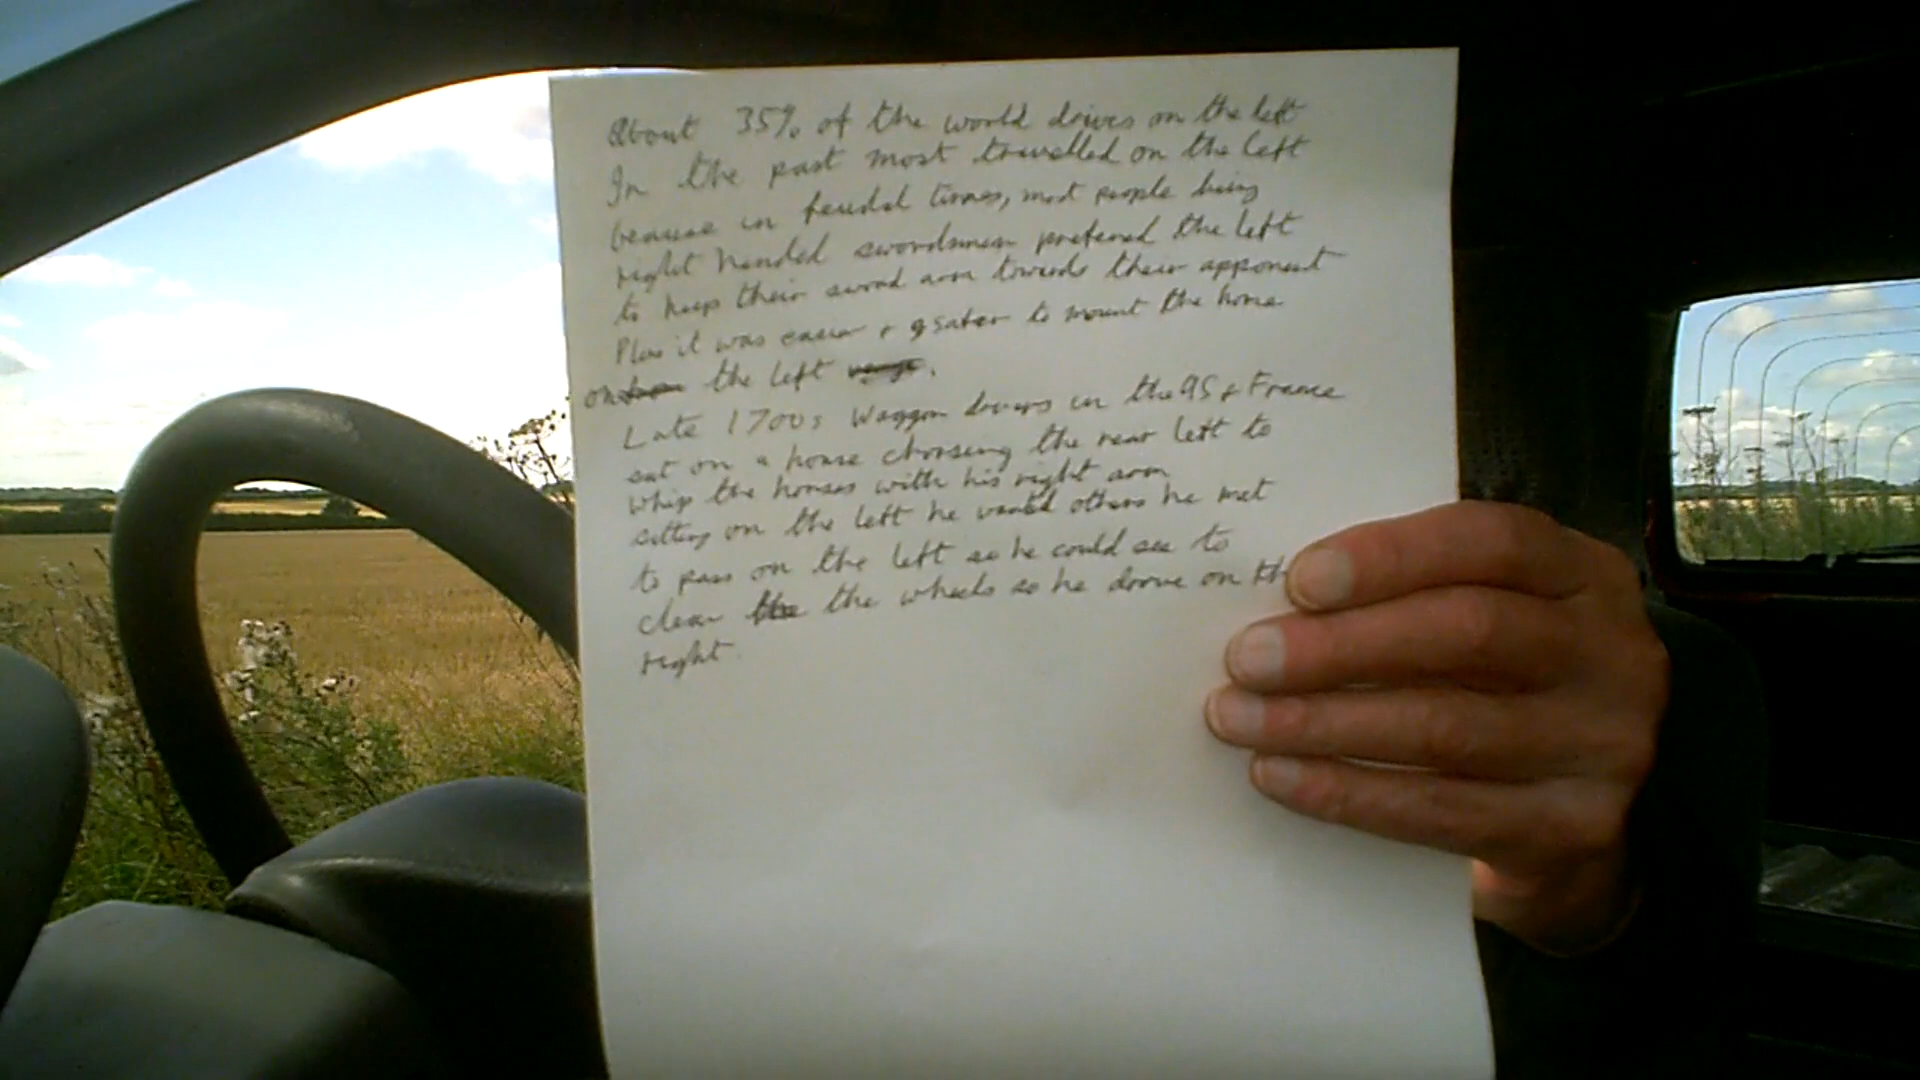 About 35% of the world drives on the left
In the past most travelled on the left
because in feudal times, most people being
right handed swordsmen preferred the left
to keep their sword arm towards their opponent
Plus it was easier + safer to mount the horse
on the left
Late 1700s Waggon drivers in the US & France
sat on a horse choosing the rear left to
whip the horses with his right arm
sitting on the left he wanted others he met
to pass on the left so he could see to
clear the wheels so he drove on th
right